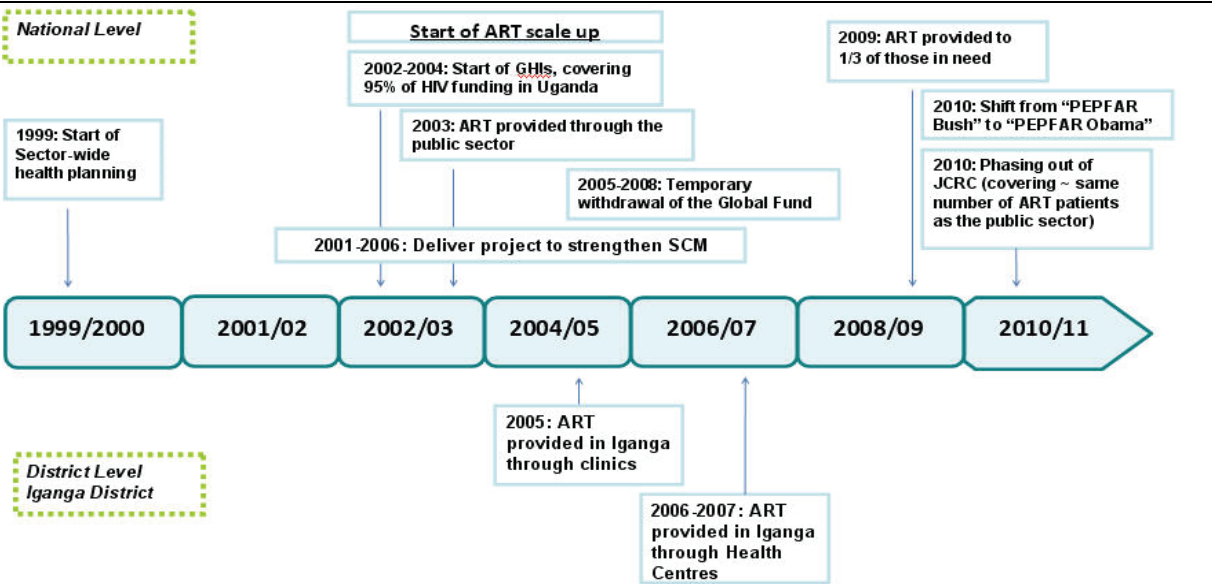 National Level
Start of ART scale up
2002-2004: Start of GHIs, covering
95% of HIV funding in Uganda
2009: ART provided to
1/3 of those in need
2003: ART provided through the
public sector
2010: Shift from “PEPFAR
Bush” to “PEPFAR Obama”
1999: Start of
Sector-wide
health planning
2005-2008: Temporary
withdrawal of the Global Fund
2010: Phasing out of
JCRC (covering ~ same
number of ART patients
as the public sector)
2001-2006: Deliver project to strengthen SCM
1999/2000
2001/02
2002/03
2004/05
2006/07
2008/09
2010/11
2005: ART
provided in Iganga
through clinics
District Level
Iganga District
2006-2007: ART
provided in Iganga
through Health
Centres